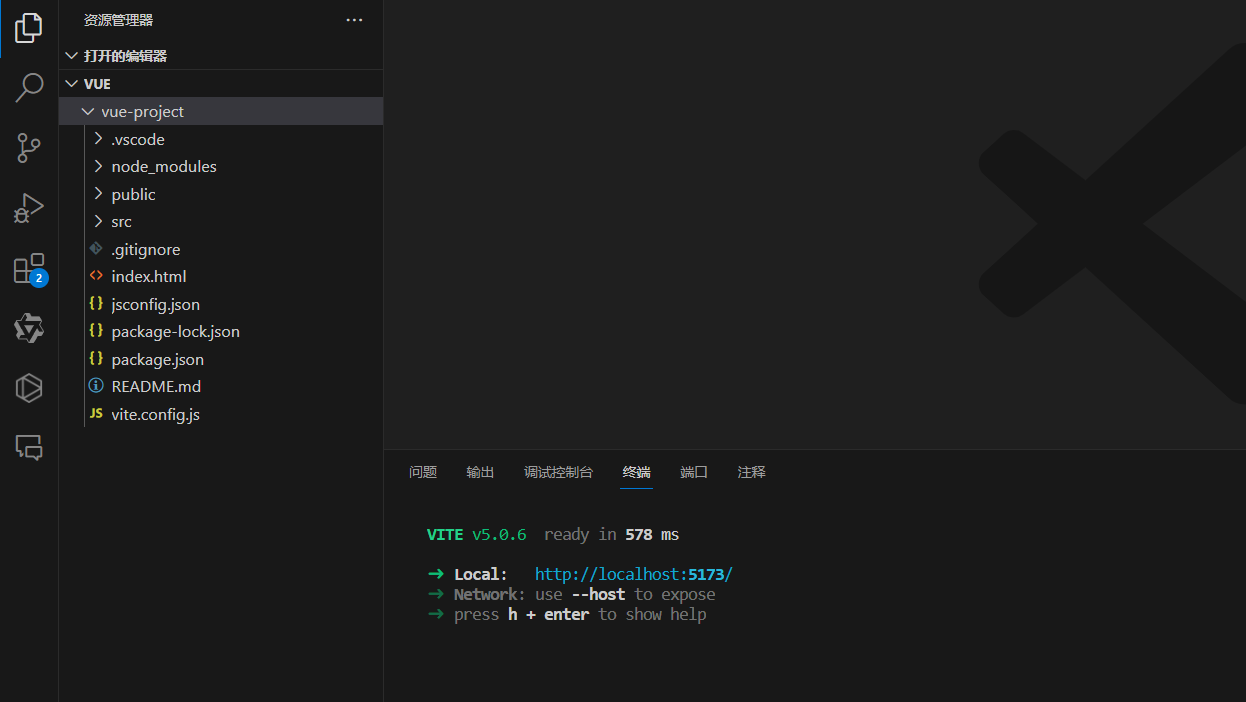 资源管理器
打开的编辑器
VUE
vue-project
.vscode
node_modules
public
src
.gitignore
index.html
jsconfig.json
package-lock.json
package.json
README.md
JS vite.config.js
2
问题 输出 调试控制台 终端 端口 注释
VITE v5.0.6 ready in 578 ms
➜ Local: http://localhost:5173/
➜ Network: use --host to expose
➜ press h + enter to show help